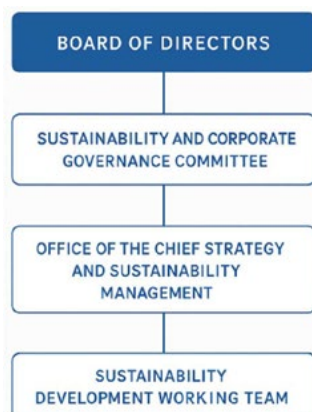 BOARD OF DIRECTORS
SUSTAINABILITY AND CORPORATE
GOVERNANCE COMMITTEE
OFFICE OF THE CHIEF STRATEGY
AND SUSTAINABILITY
MANAGEMENT
SUSTAINABILITY
DEVELOPMENT WORKING TEAM